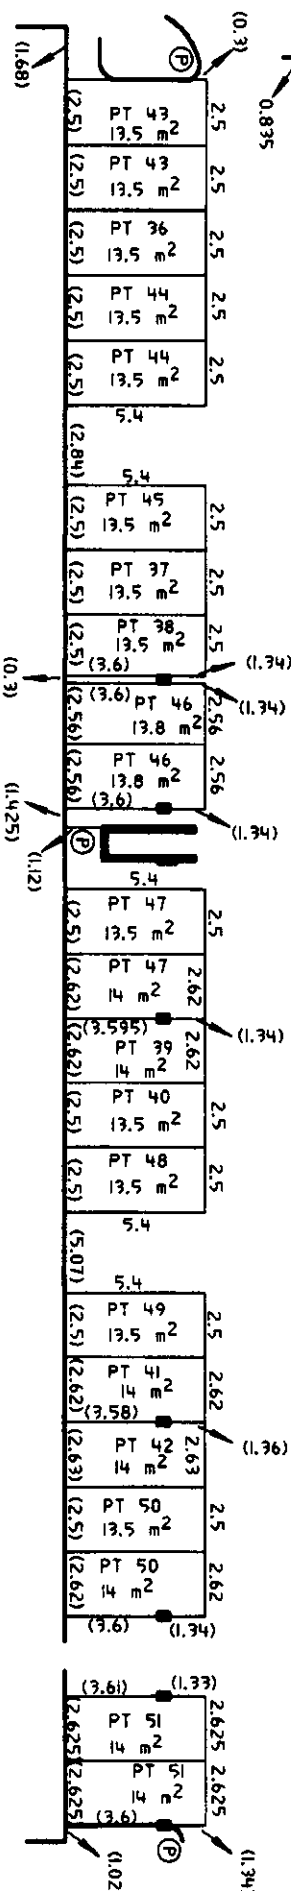 (0.3)
0.835
(1.68)
P
(2.5) PT 43 2.5
13.5 m²
(2.5) PT 43 2.5
13.5 m²
(2.5) PT 36 2.5
13.5 m²
(2.5) PT 44 2.5
13.5 m²
(2.5) PT 44 2.5
13.5 m²
5.4
(2.84)
5.4
(2.5) PT 45 2.5
13.5 m²
(2.5) PT 37 2.5
13.5 m²
(2.5) PT 38 2.5
13.5 m²
(3.6) (1.34)
(0.3)
(3.6) (1.34)
(2.56) PT 46 2.56
13.8 m²
(2.56) PT 46 2.56
13.8 m²
(3.6) (1.34)
(1.425)
(1.12) P
5.4
(2.5) PT 47 2.5
13.5 m²
(2.62) PT 47 2.62
14 m²
(3.595) (1.34)
(2.62) PT 39 2.62
14 m²
(2.5) PT 40 2.5
13.5 m²
(2.5) PT 48 2.5
13.5 m²
5.4
(5.07)
5.4
(2.5) PT 49 2.5
13.5 m²
(2.62) PT 41 2.62
14 m²
(3.58) (1.36)
(2.63) PT 42 2.63
14 m²
(2.5) PT 50 2.5
13.5 m²
(2.62) PT 50 2.62
14 m²
(3.6) (1.34)
(3.61) (1.33)
(2.625) PT 51 2.625
14 m²
(2.625) PT 51 2.625
14 m²
(3.6) P
(1.02 (1.34)